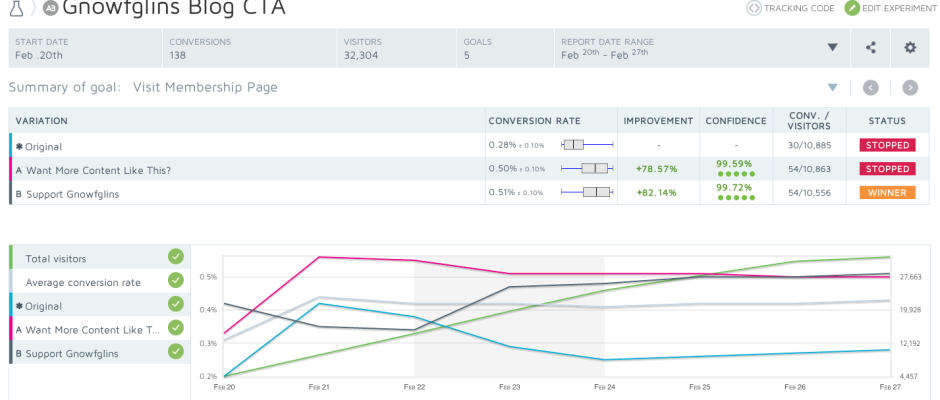 A3 Gnowfglins Blog CTA
TRACKING CODE EDIT EXPERIMENT
START DATE CONVERSIONS VISITORS GOALS REPORT DATE RANGE
Feb .20th 138 32,304 5 Feb 20th - Feb 27th
Summary of goal: Visit Membership Page
VARIATION CONVERSION RATE IMPROVEMENT CONFIDENCE CONV. / VISITORS STATUS
✱ Original 0.28% ± 0.10% - - 30/10,885 STOPPED
A Want More Content Like This? 0.50% ± 0.10% +78.57% 99.59% 54/10,863 STOPPED
B Support Gnowfglins 0.51% ± 0.10% +82.14% 99.72% 54/10,556 WINNER
Total visitors
Average conversion rate
✱ Original
A Want More Content Like T...
B Support Gnowfglins
0.5% 27,663
0.4% 19,928
0.3% 12,192
0.2% 4,457
Feb 20 Feb 21 Feb 22 Feb 23 Feb 24 Feb 25 Feb 26 Feb 27